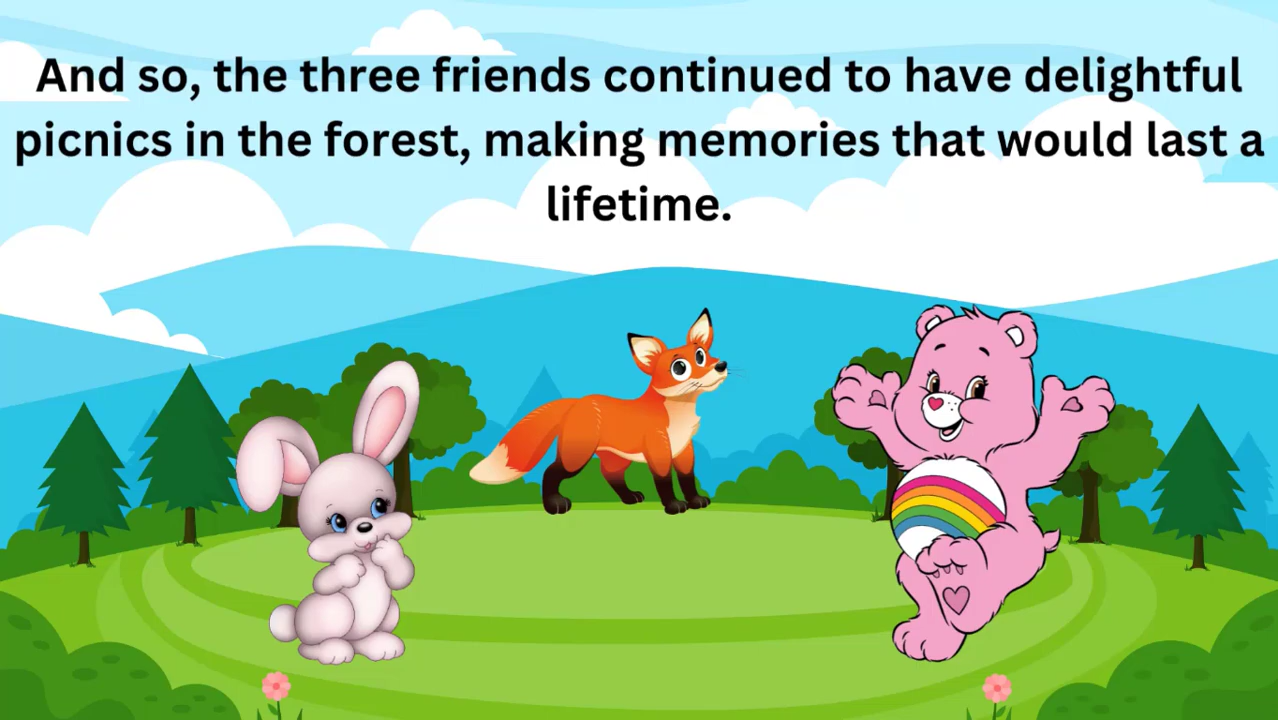 And so, the three friends continued to have delightful
picnics in the forest, making memories that would last a
lifetime.